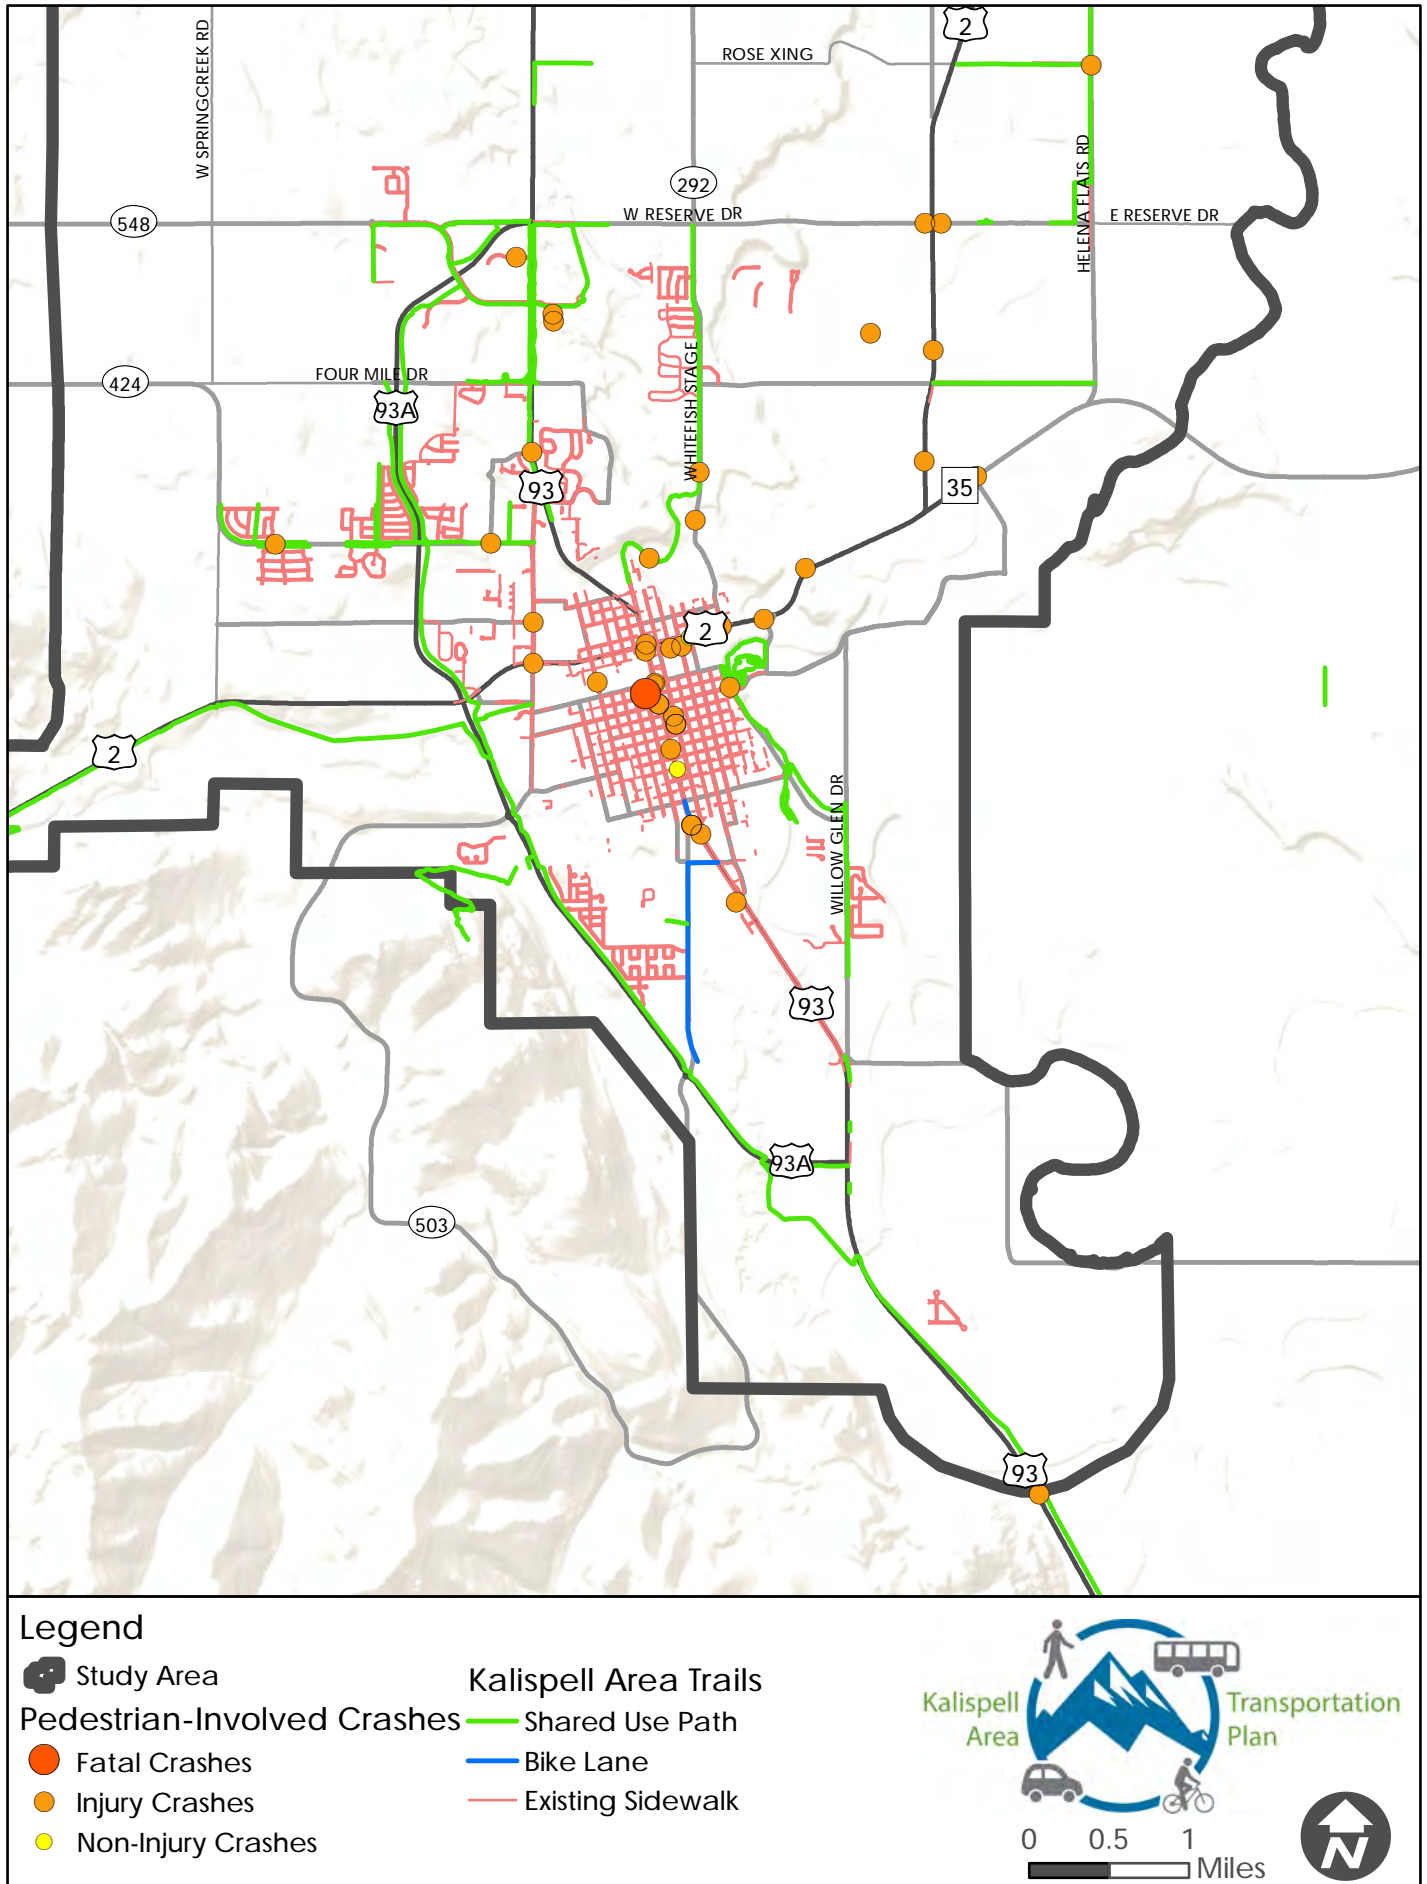 2
W SPRINGCREEK RD
ROSE XING
HELENA FLATS RD
292
548
W RESERVE DR
E RESERVE DR
424
FOUR MILE DR
93A
WHITEFISH STAGE
93
35
2
2
WILLOW GLEN DR
93
93A
503
93
Legend
Study Area
Pedestrian-Involved Crashes
Fatal Crashes
Injury Crashes
Non-Injury Crashes
Kalispell Area Trails
Shared Use Path
Bike Lane
Existing Sidewalk
Kalispell Transportation
Area Plan
0 0.5 1
Miles
N